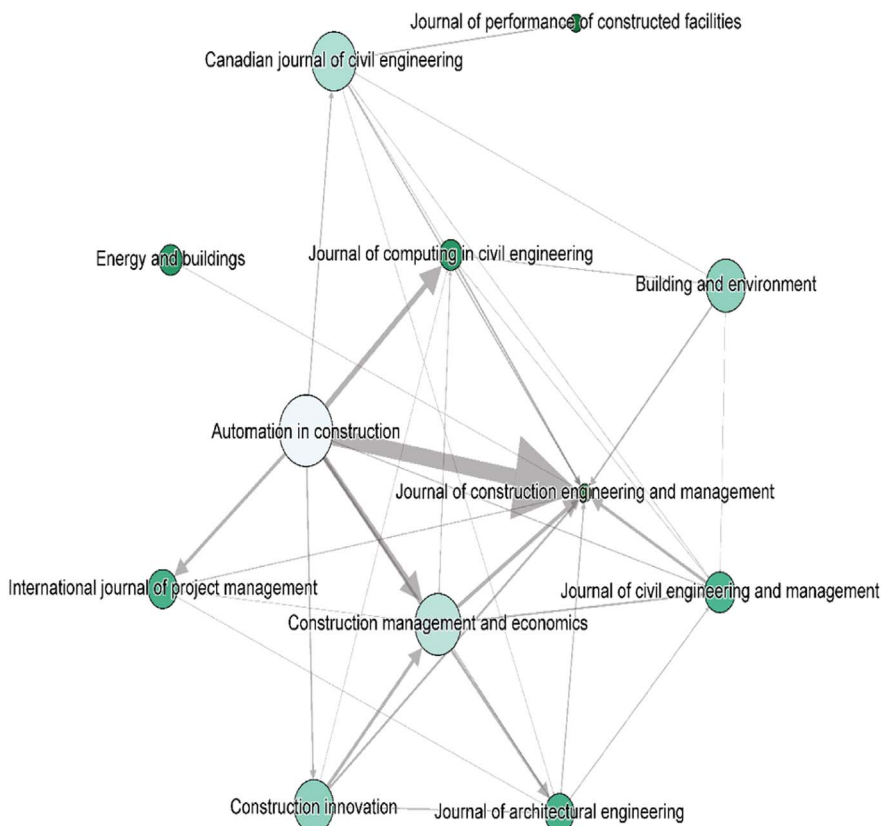 Journal of performance of constructed facilities
Canadian journal of civil engineering
Journal of computing in civil engineering
Energy and buildings
Building and environment
Automation in construction
Journal of construction engineering and management
International journal of project management
Journal of civil engineering and management
Construction management and economics
Construction innovation
Journal of architectural engineering